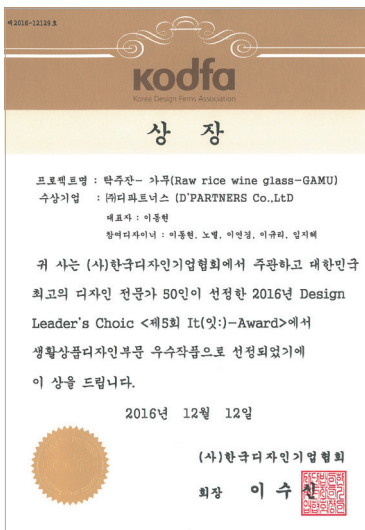 제2016-12129호
kodfa
Korea Design Firms Association
상 장
프로젝트명 : 탁주잔- 가무(Raw rice wine glass-GAMU)
수상기업 : ㈜디파트너스 (D'PARTNERS Co.,LtD
대표자 : 이동현
참여디자이너 : 이동현, 노별, 이연경, 이규리, 임지혜
귀 사는 (사)한국디자인기업협회에서 주관하고 대한민국
최고의 디자인 전문가 50인이 선정한 2016년 Design
Leader's Choic <제5회 It(잇:)-Award>에서
생활상품디자인부문 우수작품으로 선정되었기에
이 상을 드립니다.
2016년 12월 12일
(사)한국디자인기업협회
회장 이 수 신